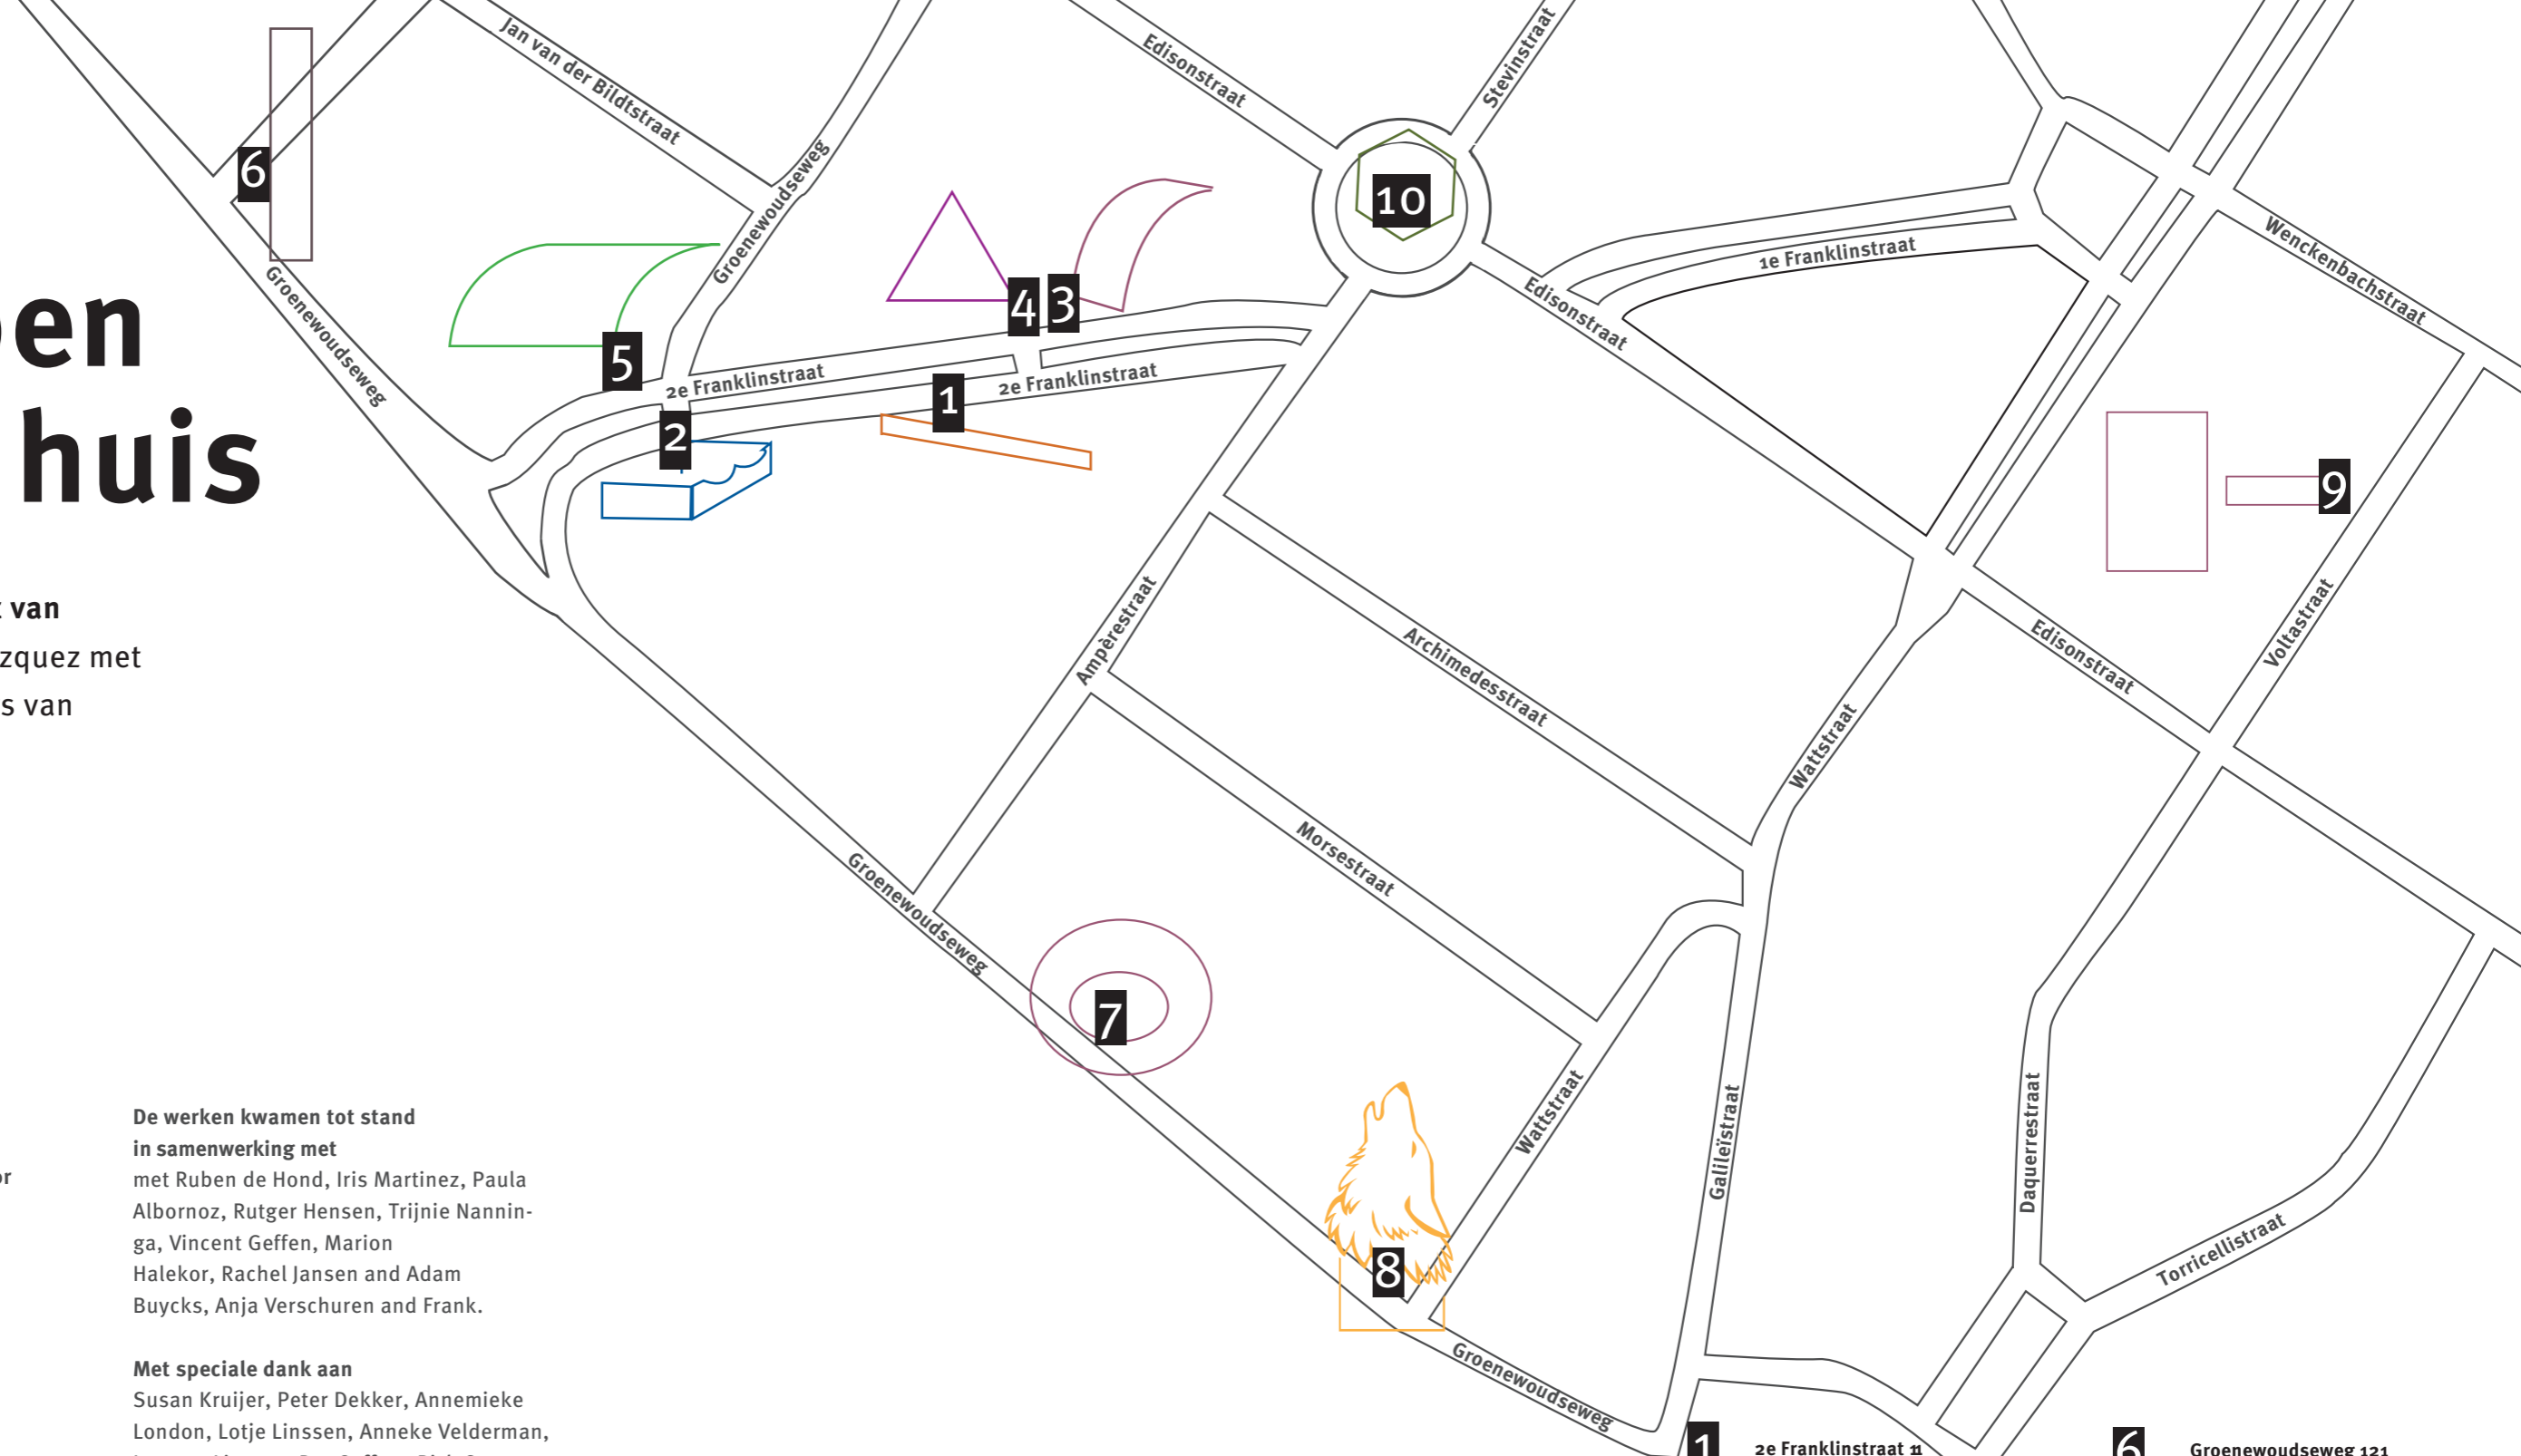 huis
van
met
s van
De werken kwamen tot stand
in samenwerking met
met Ruben de Hond, Iris Martinez, Paula
Albornoz, Rutger Hensen, Trijnie Nannin-
ga, Vincent Geffen, Marion
Halekor, Rachel Jansen and Adam
Buycks, Anja Verschuren and Frank.
Met speciale dank aan
Susan Kruijer, Peter Dekker, Annemieke
London, Lotje Linssen, Anneke Velderman,
Jan van der Bildtstraat
Edisonstraat
Stevinstraat
6
Groenewoudseweg
Groenewoudseweg
10
4
3
5
2e Franklinstraat
1
2e Franklinstraat
2
1e Franklinstraat
Edisonstraat
Wenckenbachstraat
9
Ampèrestraat
Archimedesstraat
Wattstraat
Edisonstraat
Voltastraat
Morsestraat
Groenewoudseweg
7
Wattstraat
Galileïstraat
Daquerrestraat
Torricellistraat
8
Groenewoudseweg
1 2e Franklinstraat 11
6 Groenewoudseweg 121